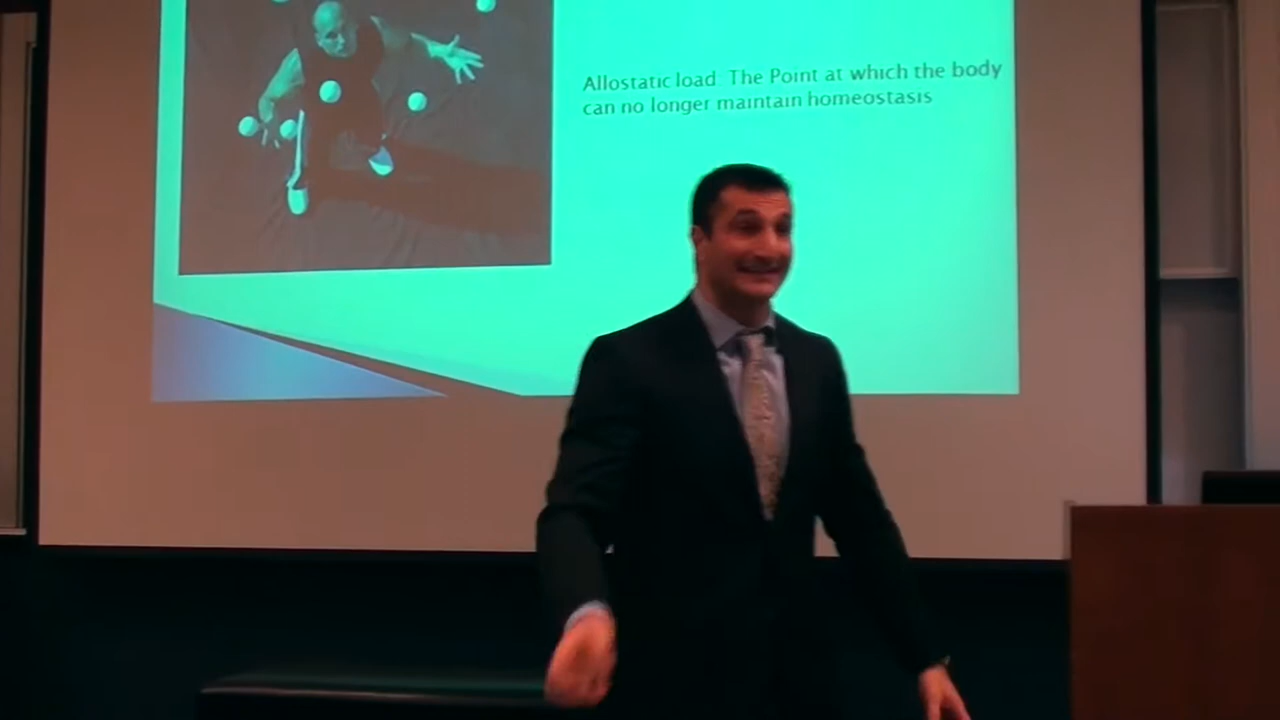 Allostatic load: The Point at which the body
can no longer maintain homeostasis